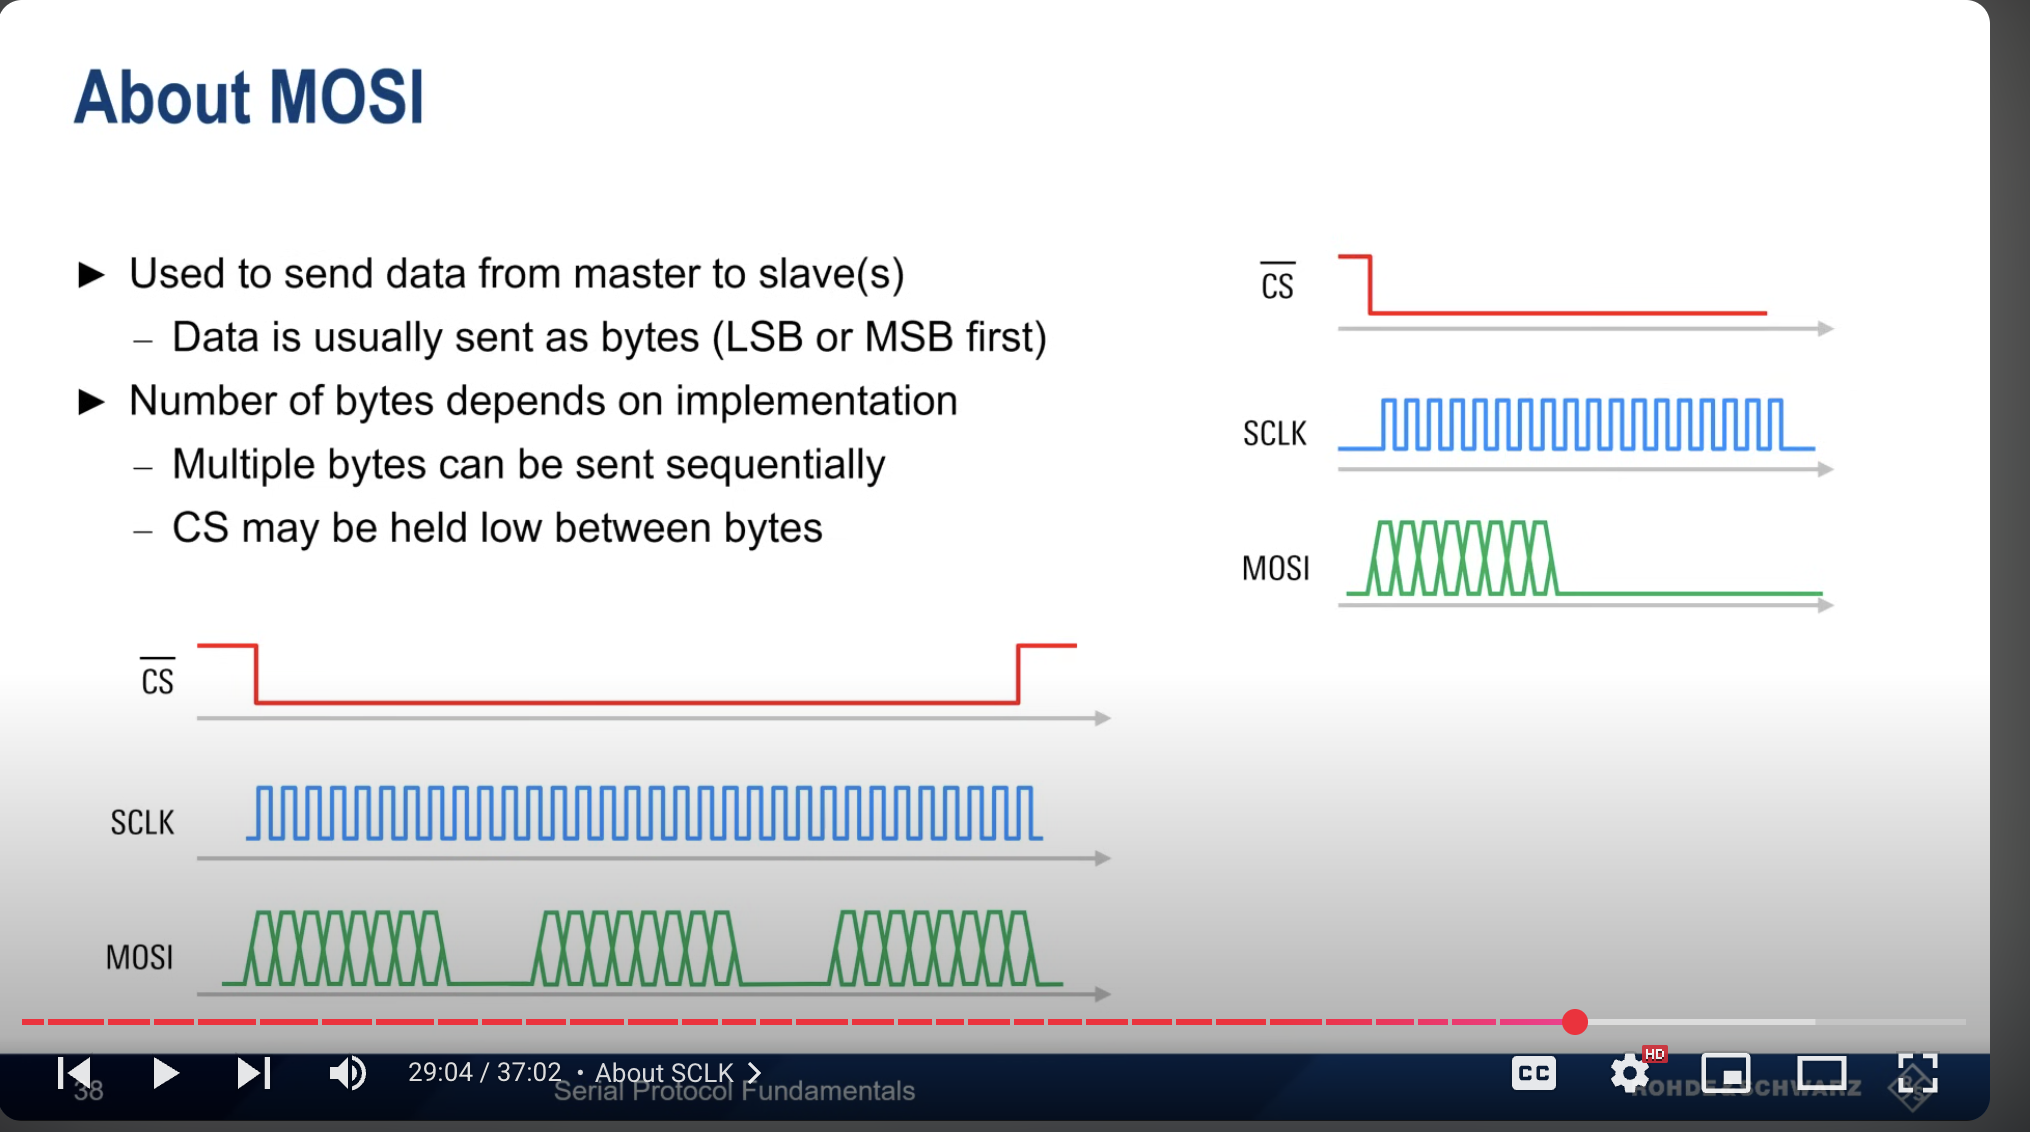 About MOSI
► Used to send data from master to slave(s)
– Data is usually sent as bytes (LSB or MSB first)
► Number of bytes depends on implementation
– Multiple bytes can be sent sequentially
– CS may be held low between bytes
CS
SCLK
MOSI
CS
SCLK
MOSI
29:04 / 37:02 • About SCLK
CC
HD
38
Serial Protocol Fundamentals
ROHDE&SCHWARZ